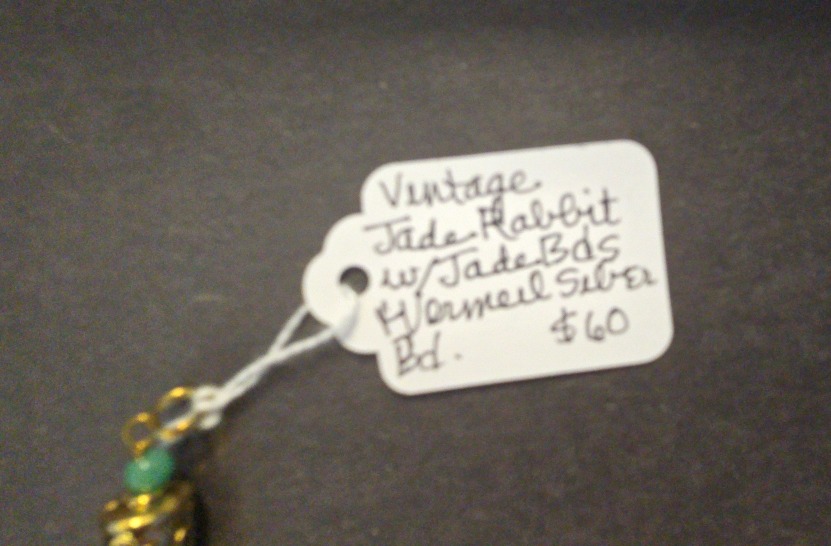 Vintage
Jade Rabbit
w/Jade Bds
& Vermeil Silver
Bd. $60